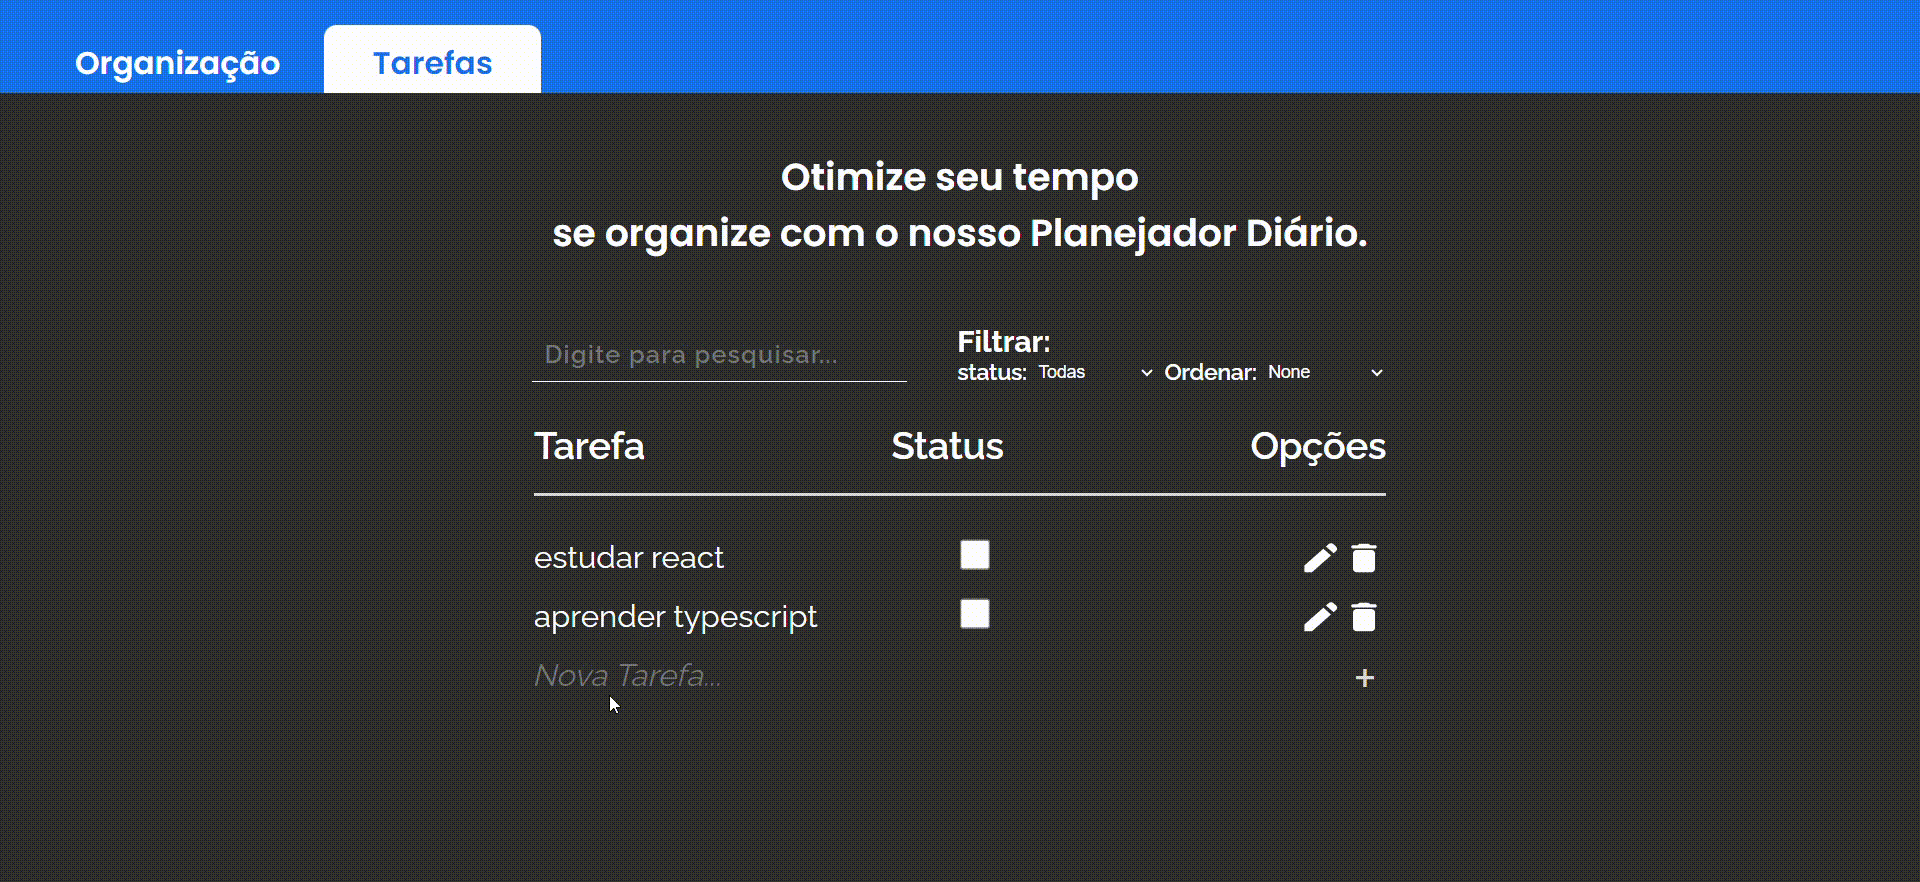 Organização Tarefas
Otimize seu tempo
se organize com o nosso Planejador Diário.
Digite para pesquisar...
Filtrar:
status: Todas Ordenar: None
Tarefa Status Opções
estudar react
aprender typescript
Nova Tarefa... +